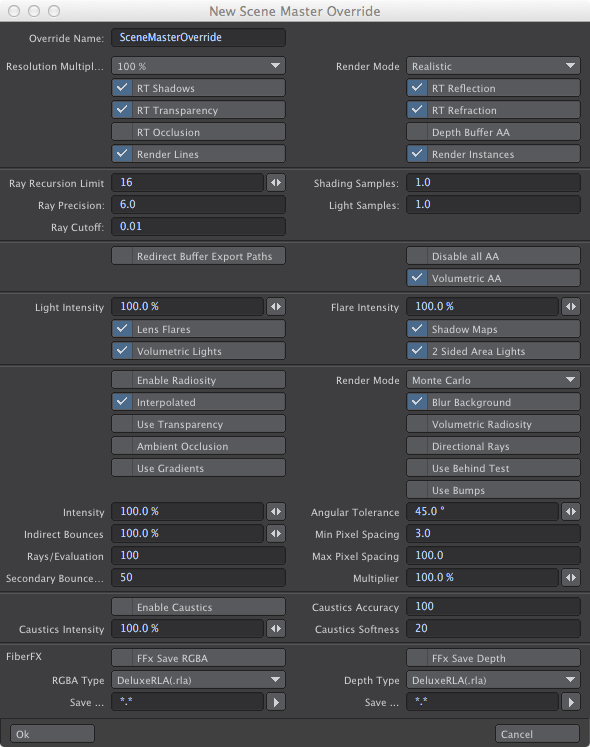 New Scene Master Override
Override Name: SceneMasterOverride
Resolution Multipl... 100 % Render Mode Realistic
RT Shadows RT Reflection
RT Transparency RT Refraction
RT Occlusion Depth Buffer AA
Render Lines Render Instances
Ray Recursion Limit 16 Shading Samples: 1.0
Ray Precision: 6.0 Light Samples: 1.0
Ray Cutoff: 0.01
Redirect Buffer Export Paths Disable all AA
Volumetric AA
Light Intensity 100.0 % Flare Intensity 100.0 %
Lens Flares Shadow Maps
Volumetric Lights 2 Sided Area Lights
Enable Radiosity Render Mode Monte Carlo
Interpolated Blur Background
Use Transparency Volumetric Radiosity
Ambient Occlusion Directional Rays
Use Gradients Use Behind Test
Use Bumps
Intensity 100.0 % Angular Tolerance 45.0 °
Indirect Bounces 100.0 % Min Pixel Spacing 3.0
Rays/Evaluation 100 Max Pixel Spacing 100.0
Secondary Bounce... 50 Multiplier 100.0 %
Enable Caustics Caustics Accuracy 100
Caustics Intensity 100.0 % Caustics Softness 20
FiberFX FFx Save RGBA FFx Save Depth
RGBA Type DeluxeRLA(.rla) Depth Type DeluxeRLA(.rla)
Save ... *.* Save ... *.*
Ok Cancel